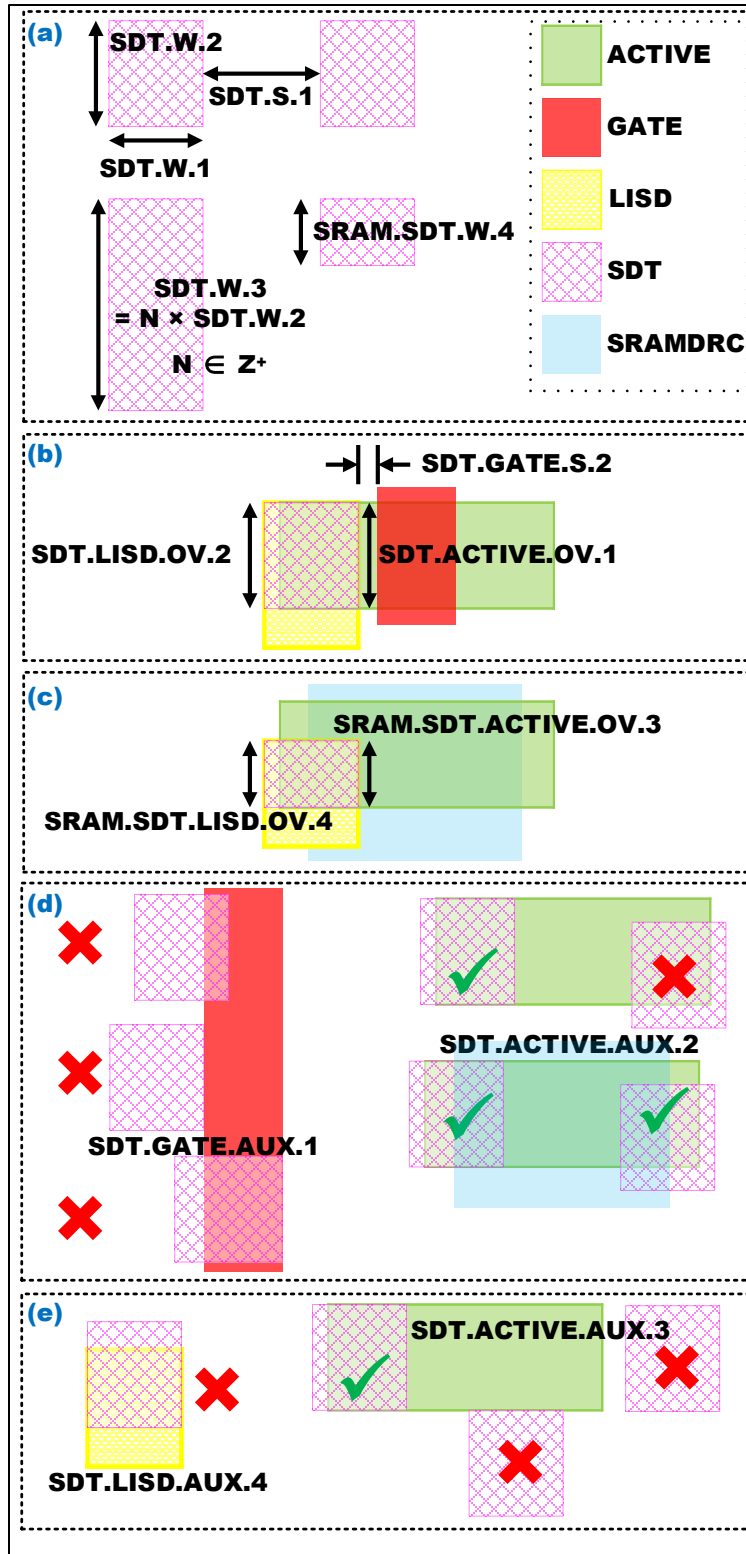 (a)
SDT.W.2
SDT.S.1
SDT.W.1
SRAM.SDT.W.4
SDT.W.3
= N × SDT.W.2
N ∈ Z⁺
ACTIVE
GATE
LISD
SDT
SRAMDRC
(b)
SDT.GATE.S.2
SDT.LISD.OV.2
SDT.ACTIVE.OV.1
(c)
SRAM.SDT.ACTIVE.OV.3
SRAM.SDT.LISD.OV.4
(d)
SDT.ACTIVE.AUX.2
SDT.GATE.AUX.1
(e)
SDT.ACTIVE.AUX.3
SDT.LISD.AUX.4